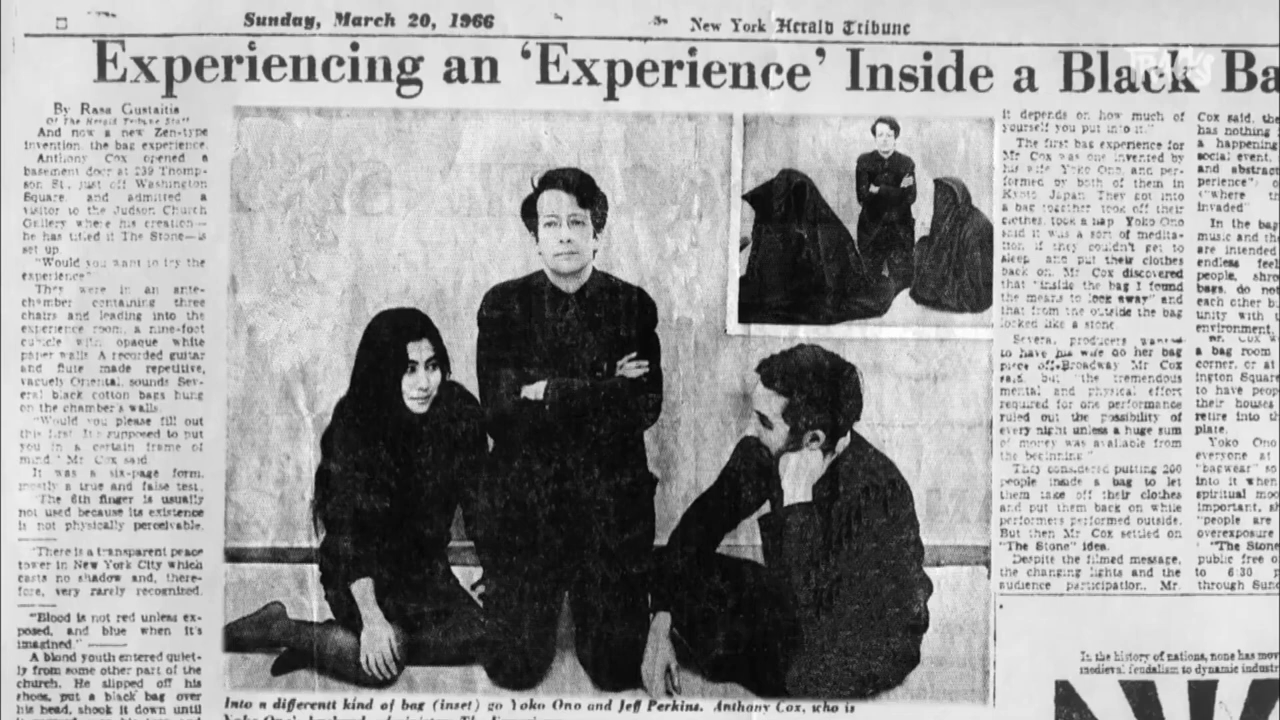 Sunday, March 20, 1966
New York Herald Tribune
TRACKS
Experiencing an ‘Experience’ Inside a Black Ba
By Rasa Gustaitis
Of The Herald Tribune Staff
And now a new Zen-type
invention, the bag experience.
Anthony Cox opened a
basement door at 239 Thomp-
son St., just off Washington
Square, and admitted a
visitor to the Judson Church
Gallery where his creation—
he has titled it The Stone—is
set up.
"Would you want to try the
experience"
They were in an ante-
chamber containing three
chairs and leading into the
experience room, a nine-foot
cubicle with opaque white
paper walls. A recorded guitar
and flute made repetitive,
vaguely Oriental, sounds Sev-
eral black cotton bags hung
on the chamber's walls.
"Would you please fill out
this first. It's supposed to put
you in a certain frame of
mind." Mr Cox said.
It was a six-page form,
mostly a true and false test.
"The 6th finger is usually
not used because its existence
is not physically perceivable.
"There is a transparent peace
tower in New York City which
casts no shadow and, there-
fore, very rarely recognized.
"Blood is not red unless ex-
posed, and blue when it's
imagined."
A blond youth entered quiet-
ly from some other part of the
church. He slipped off his
shoes, put a black bag over
his head, shook it down until
Into a differentt kind of bag (inset) go Yoko Ono and Jeff Perkins. Anthony Cox, who is
it depends on how much of
yourself you put into it."
The first bag experience for
Mr Cox was one invented by
his wife Yoko Ono, and per-
formed by both of them in
Kyoto Japan They got into
a bag together took off their
clothes, took a nap Yoko Ono
said it was a sort of medita-
tion if they couldn't get to
sleep and put their clothes
back on. Mr Cox discovered
that "inside the bag I found
the means to look away" and
that from the outside the bag
looked like a stone
Several producers wanted
to have his wife do her bag
piece off-Broadway Mr Cox
said, but the tremendous
mental and physical effort
required for one performance
ruled out the possibility of
every night unless a huge sum
of money was available from
the beginning."
They considered putting 200
people inside a bag to let
them take off their clothes
and put them back on while
performers performed outside.
But then Mr Cox settled on
"The Stone" idea.
Despite the filmed message,
the changing lights and the
audience participation, Mr.
Cox said, the
has nothing
a happening
social event,
and abstract
perience"
"where th
invaded"
In the bag
music and the
are intended
endless feel
people, shro
bags, do not
each other b
unity with t
environment.
Mr. Cox w
a bag room
corner, or at
ington Square
to have peop
their houses
retire into t
plate.
Yoko Ono
everyone at
"bagwear" so
into it when
spiritual moo
important, sh
"people are
overexposure
"The Stone
public free o
to 6:30 p
through Sun
In the history of nations, none has mov
medieval feudalism to dynamic industr